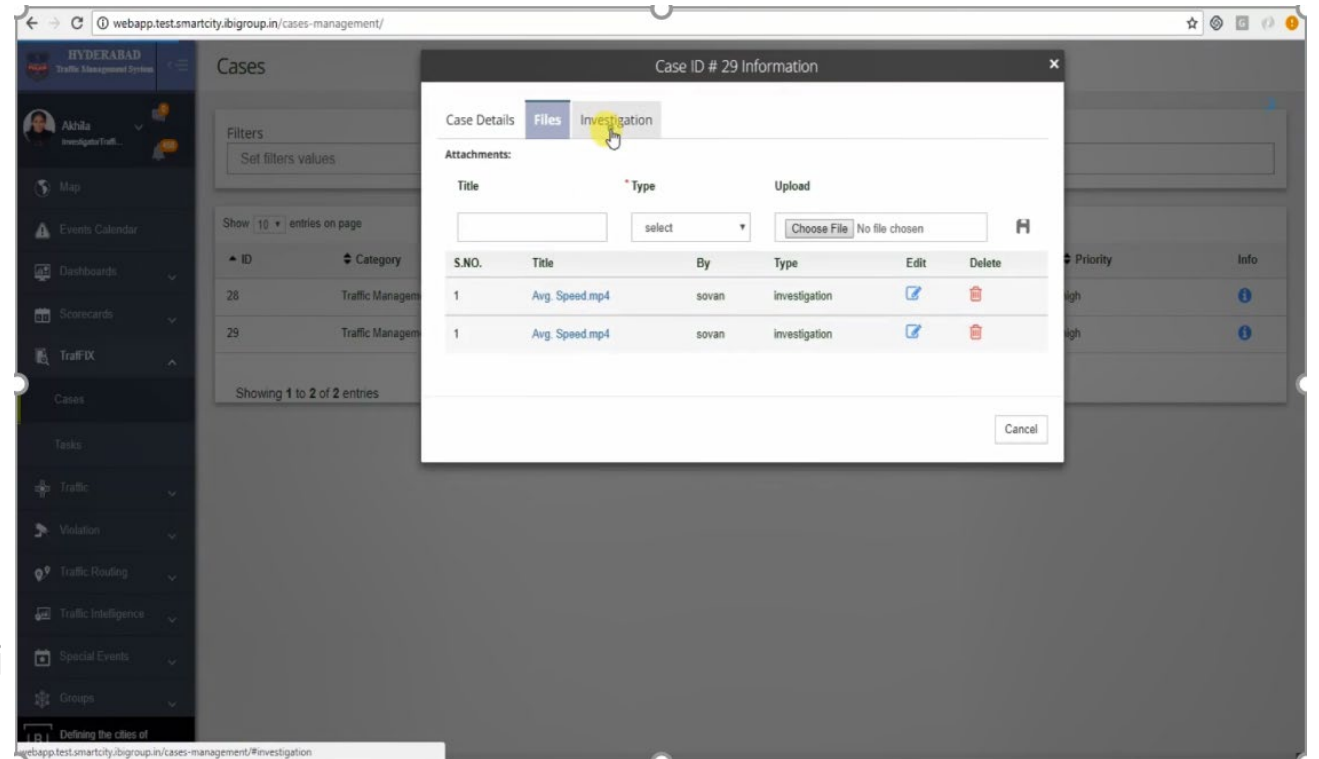 webapp.test.smartcity.ibigroup.in/cases-management/
HYDERABAD
Traffic Management System
Cases
Case ID # 29 Information
×
Akhila
InvestigatorTraffi...
Filters
Set filters values
Case Details Files Investigation
Attachments:
Title * Type Upload
select Choose File No file chosen
Map
Events Calendar
Dashboards
Scorecards
TrafFIX
Cases
Tasks
Traffic
Violation
Traffic Routing
Traffic Intelligence
Special Events
Groups
Show 10 entries on page
ID Category Priority Info
28 Traffic Managem high
29 Traffic Managem high
Showing 1 to 2 of 2 entries
S.NO. Title By Type Edit Delete
1 Avg. Speed.mp4 sovan investigation
1 Avg. Speed.mp4 sovan investigation
Cancel
IBI Defining the cities of
webapp.test.smartcity.ibigroup.in/cases-management/#investigation